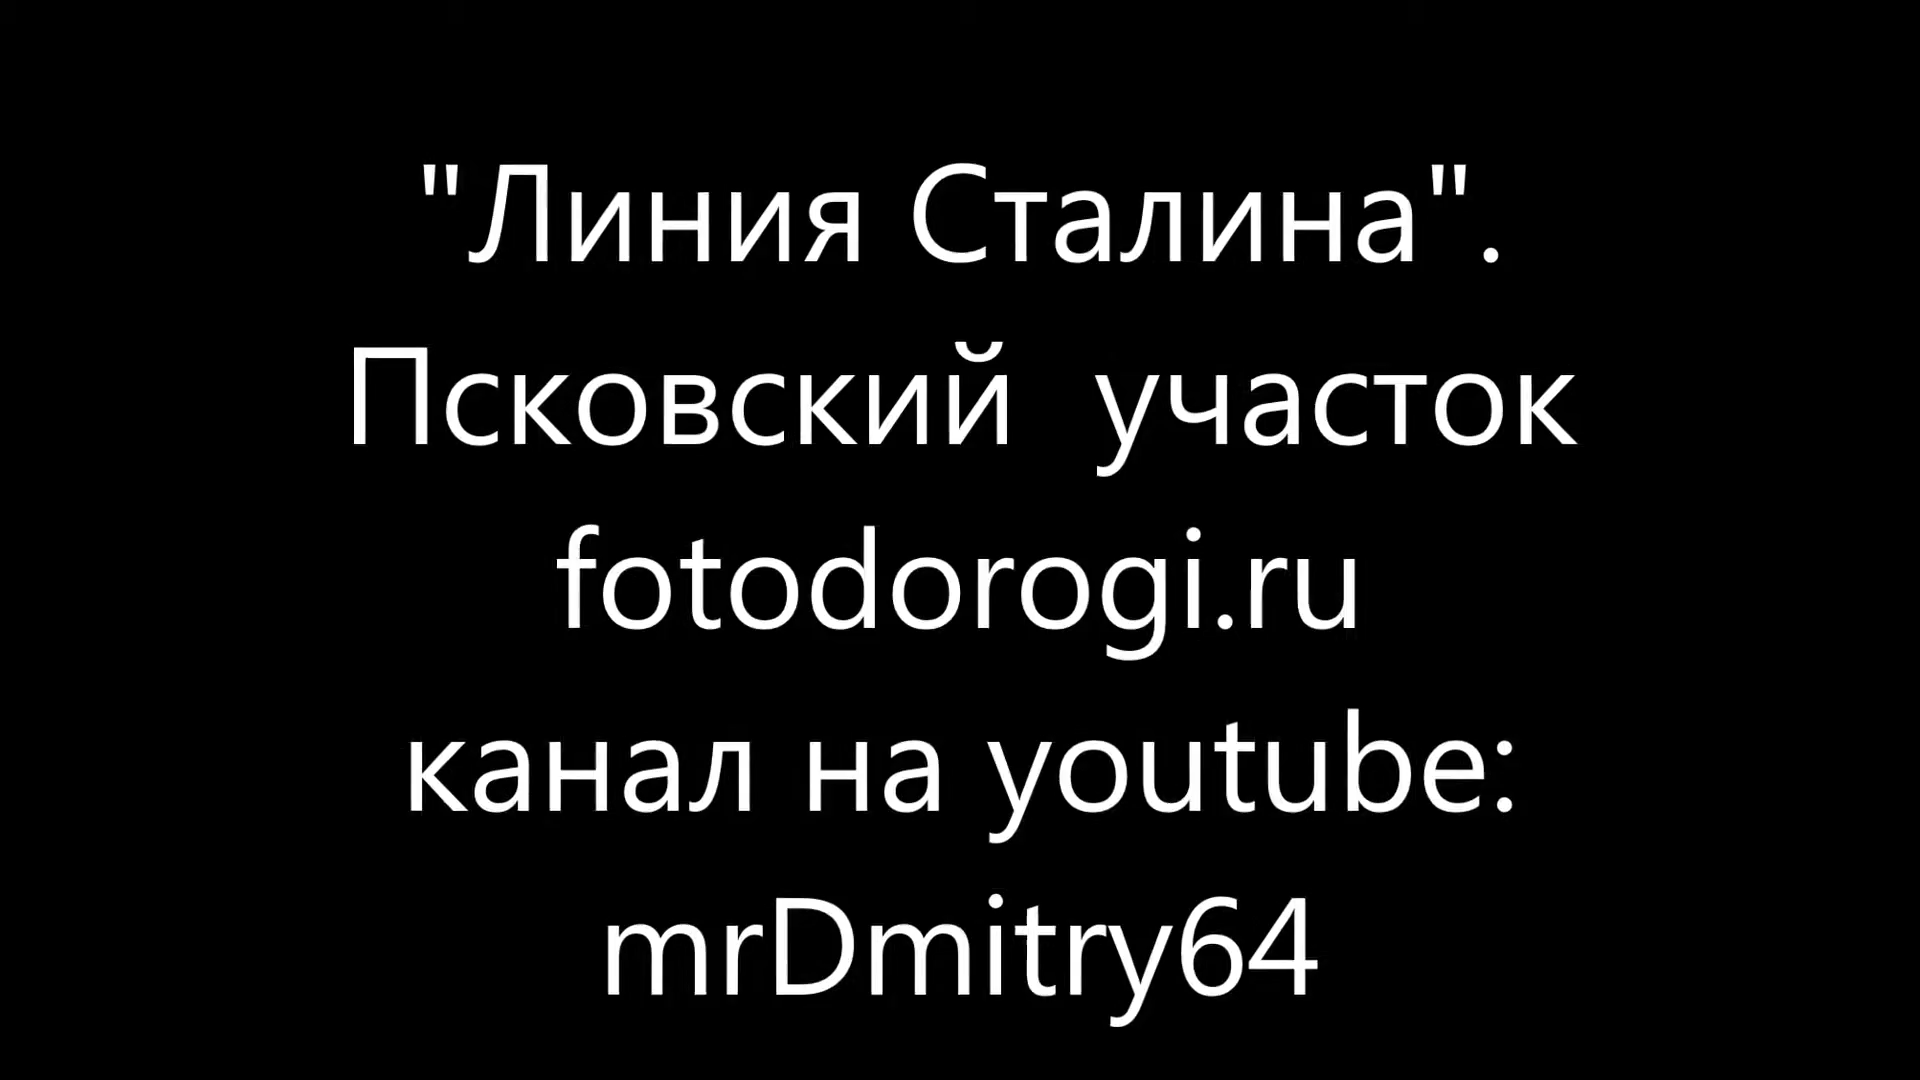 "Линия Сталина".
Псковский  участок
fotodorogi.ru
канал на youtube:
mrDmitry64